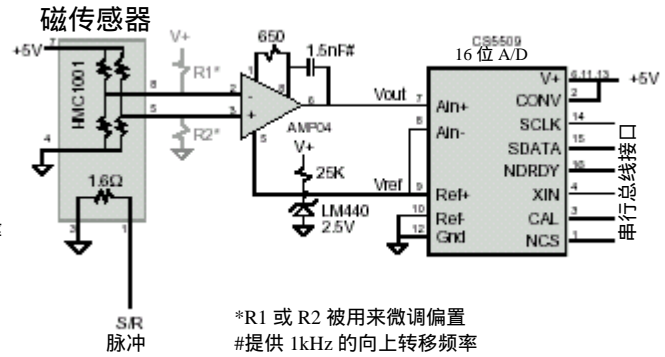 磁传感器
+5V
7
HMC1001
8
5
4
1.6Ω
3
1
S/R
脉冲
V+
R1*
R2*
650
1.5nF#
1
8
2
3
-
+
6
5
AMP04
V+
25K
LM440
2.5V
Vout
Vref
CS5509
16 位 A/D
7
Ain+
8
Ain-
9
Ref+
10
Ref-
12
Gnd
V+
6,11,13
+5V
CONV
2
SCLK
14
SDATA
15
NDRDY
16
XIN
4
CAL
3
NCS
1
串行总线接口
*R1 或 R2 被用来微调偏置
#提供 1kHz 的向上转移频率